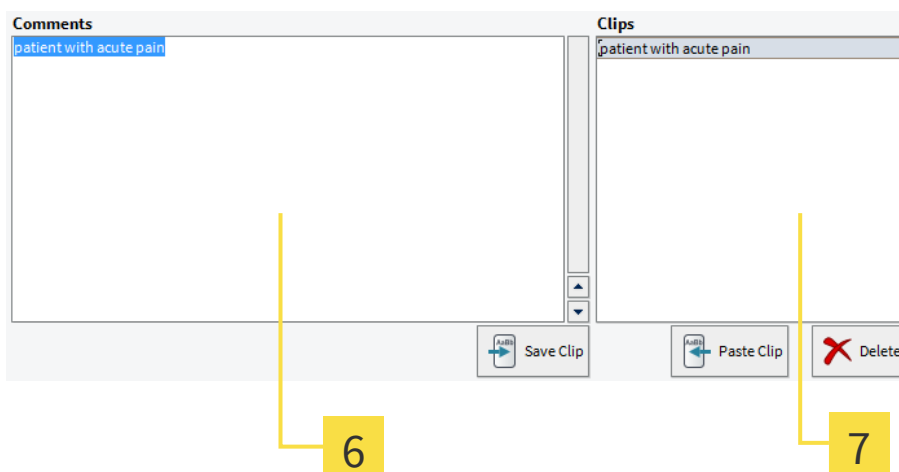 Comments
Clips
patient with acute pain
patient with acute pain
Save Clip
Paste Clip
Delete
6
7